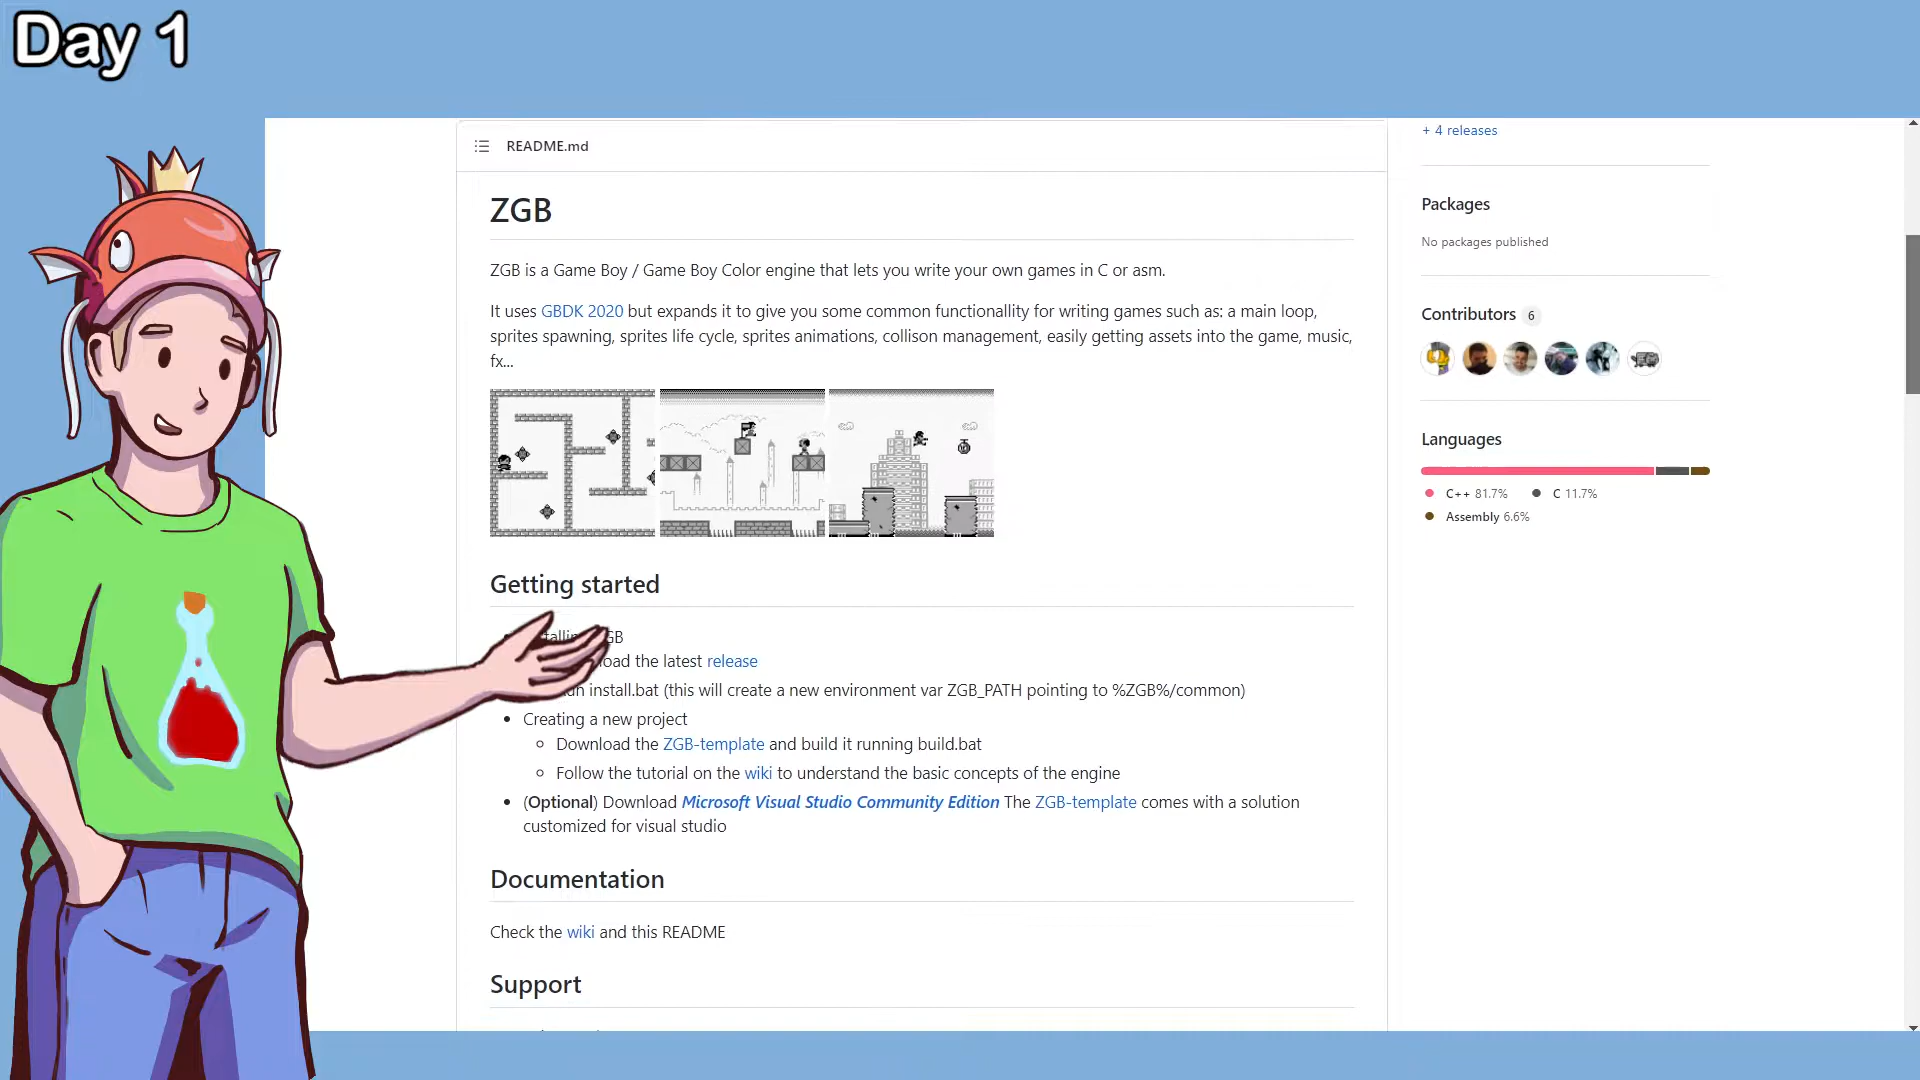 Day 1
+ 4 releases
README.md
Packages
ZGB
No packages published
ZGB is a Game Boy / Game Boy Color engine that lets you write your own games in C or asm.
It uses GBDK 2020 but expands it to give you some common functionallity for writing games such as: a main loop,
sprites spawning, sprites life cycle, sprites animations, collison management, easily getting assets into the game, music,
fx...
Contributors 6
Languages
C++ 81.7% C 11.7%
Assembly 6.6%
Getting started
the latest release
install.bat (this will create a new environment var ZGB_PATH pointing to %ZGB%/common)
Creating a new project
Download the ZGB-template and build it running build.bat
Follow the tutorial on the wiki to understand the basic concepts of the engine
(Optional) Download Microsoft Visual Studio Community Edition The ZGB-template comes with a solution
customized for visual studio
Documentation
Check the wiki and this README
Support